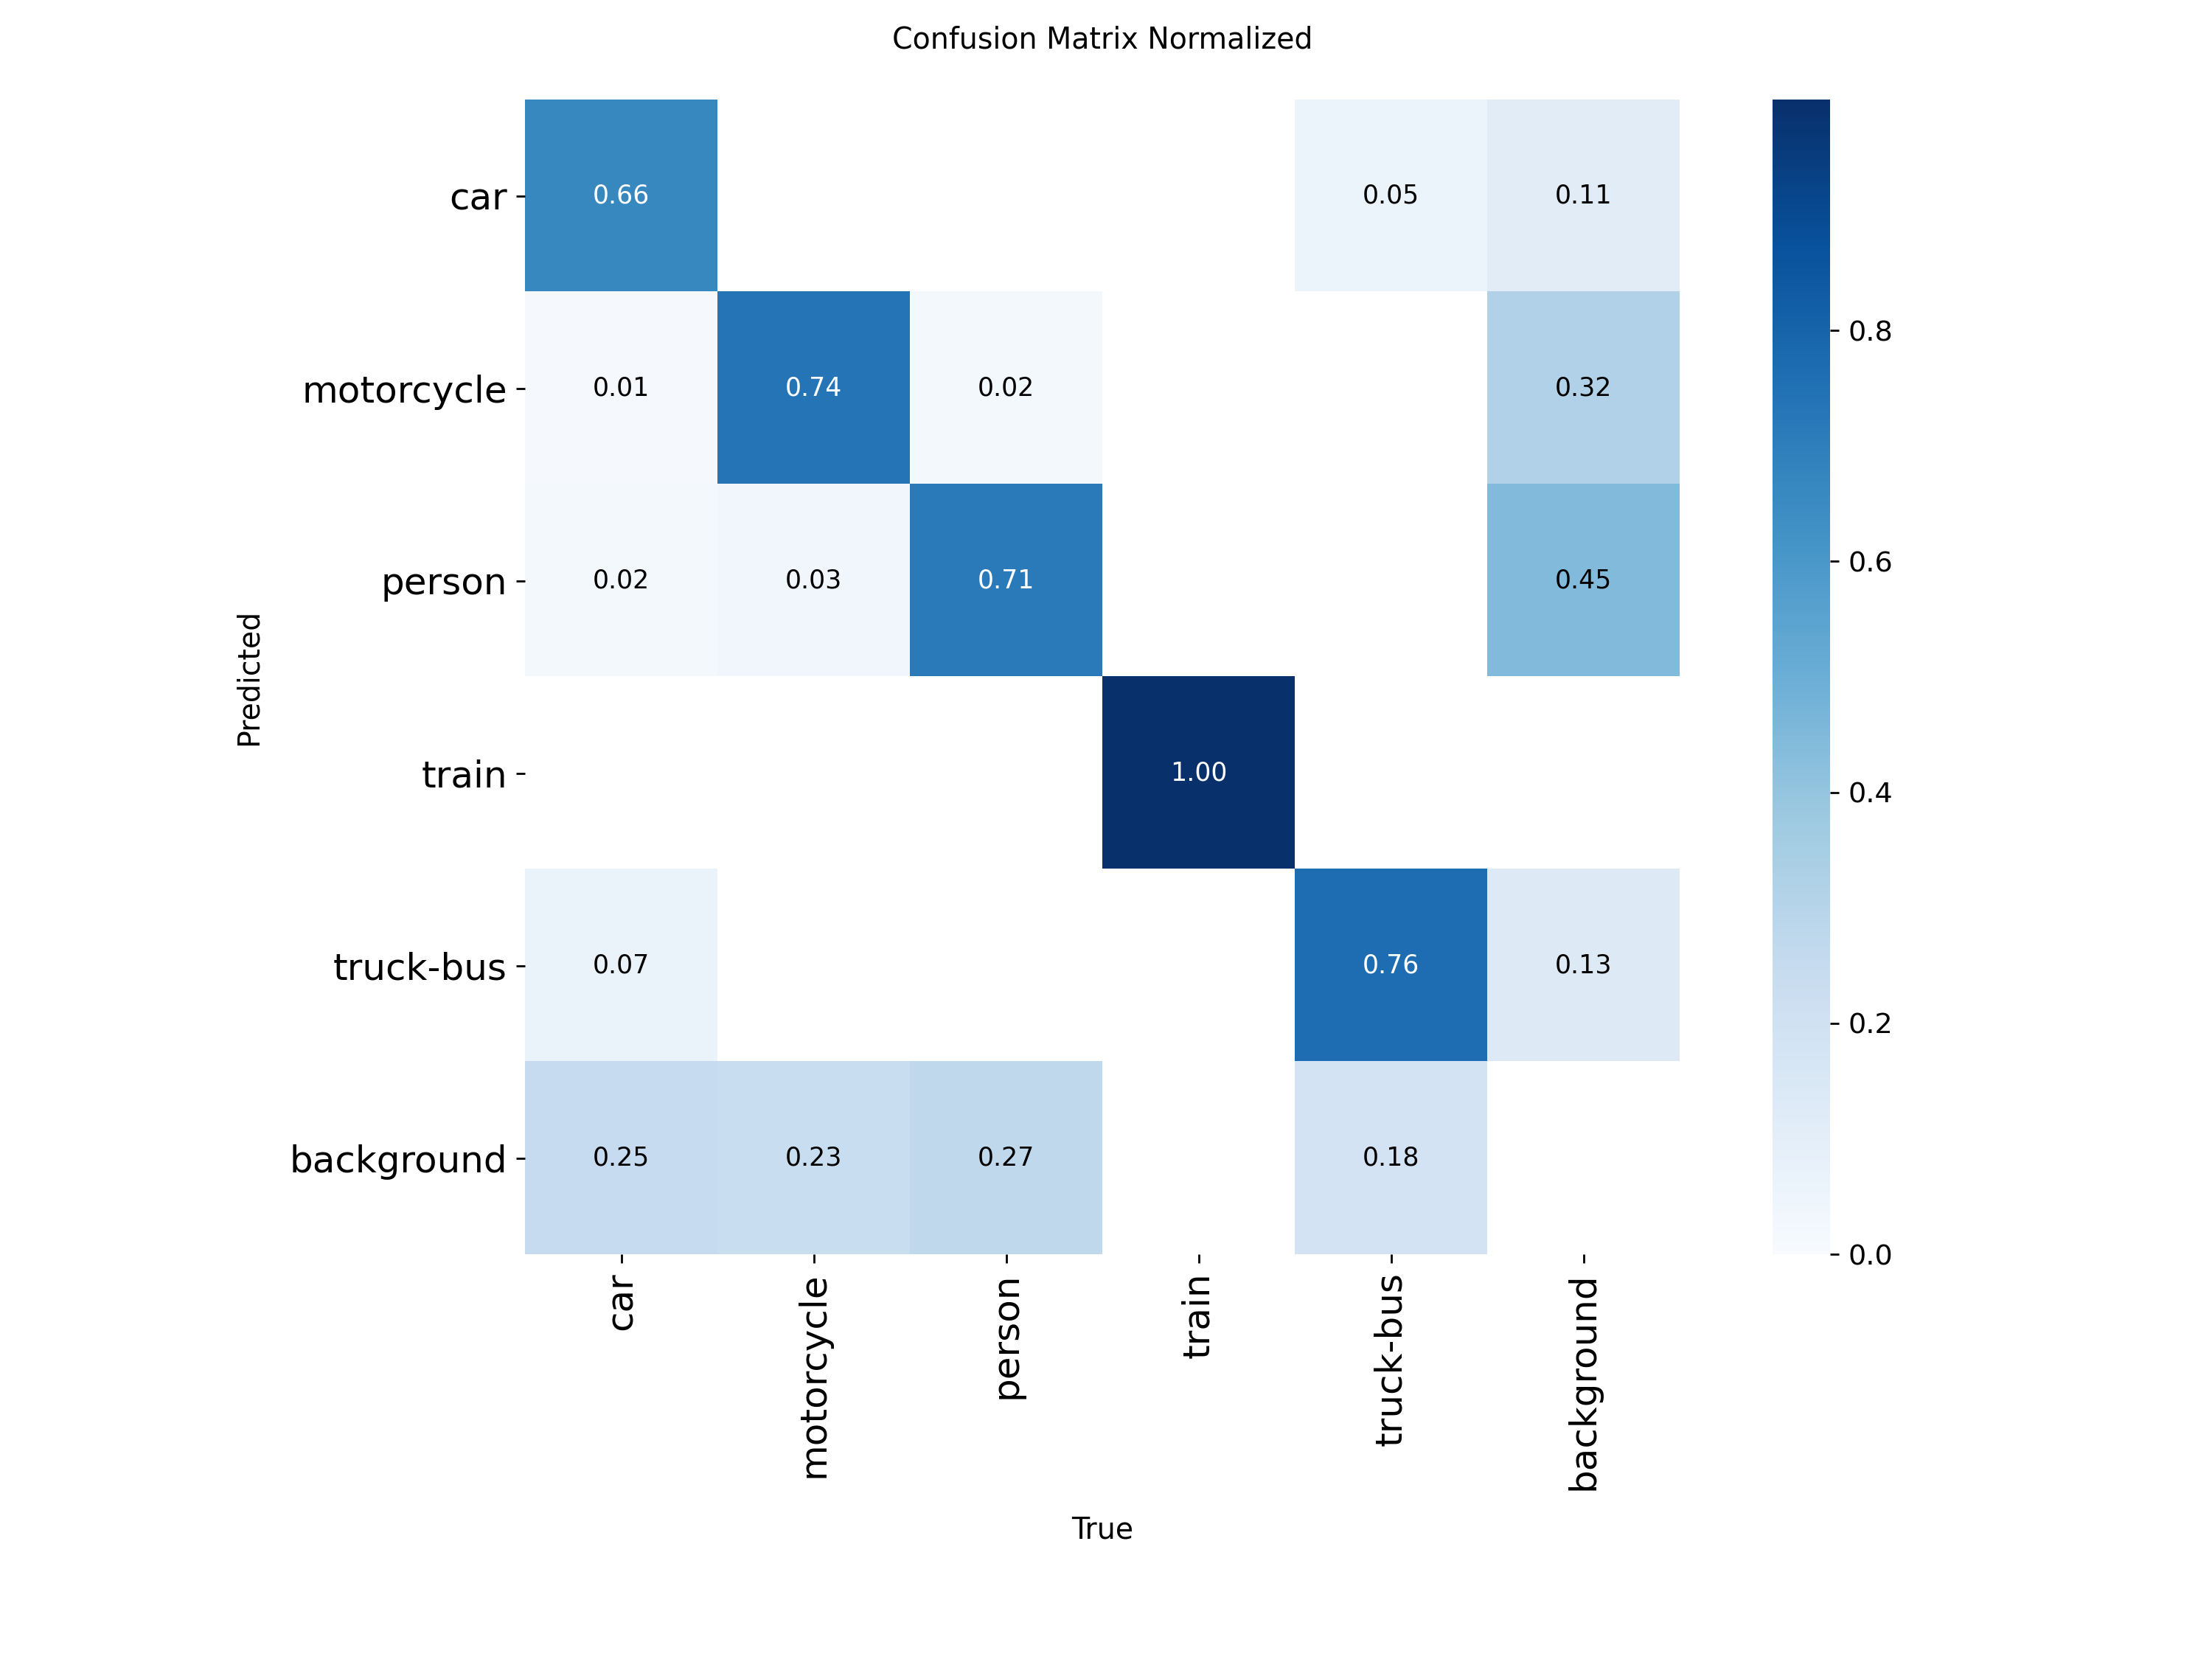 Confusion Matrix Normalized
car 0.66 0.05 0.11
motorcycle 0.01 0.74 0.02 0.32
person 0.02 0.03 0.71 0.45
train 1.00
truck-bus 0.07 0.76 0.13
background 0.25 0.23 0.27 0.18
Predicted
car motorcycle person train truck-bus background
True
0.8
0.6
0.4
0.2
0.0